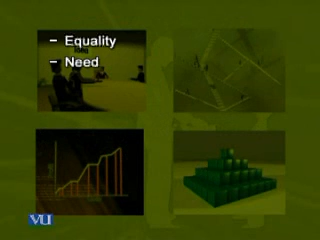 – Equality
– Need
VU